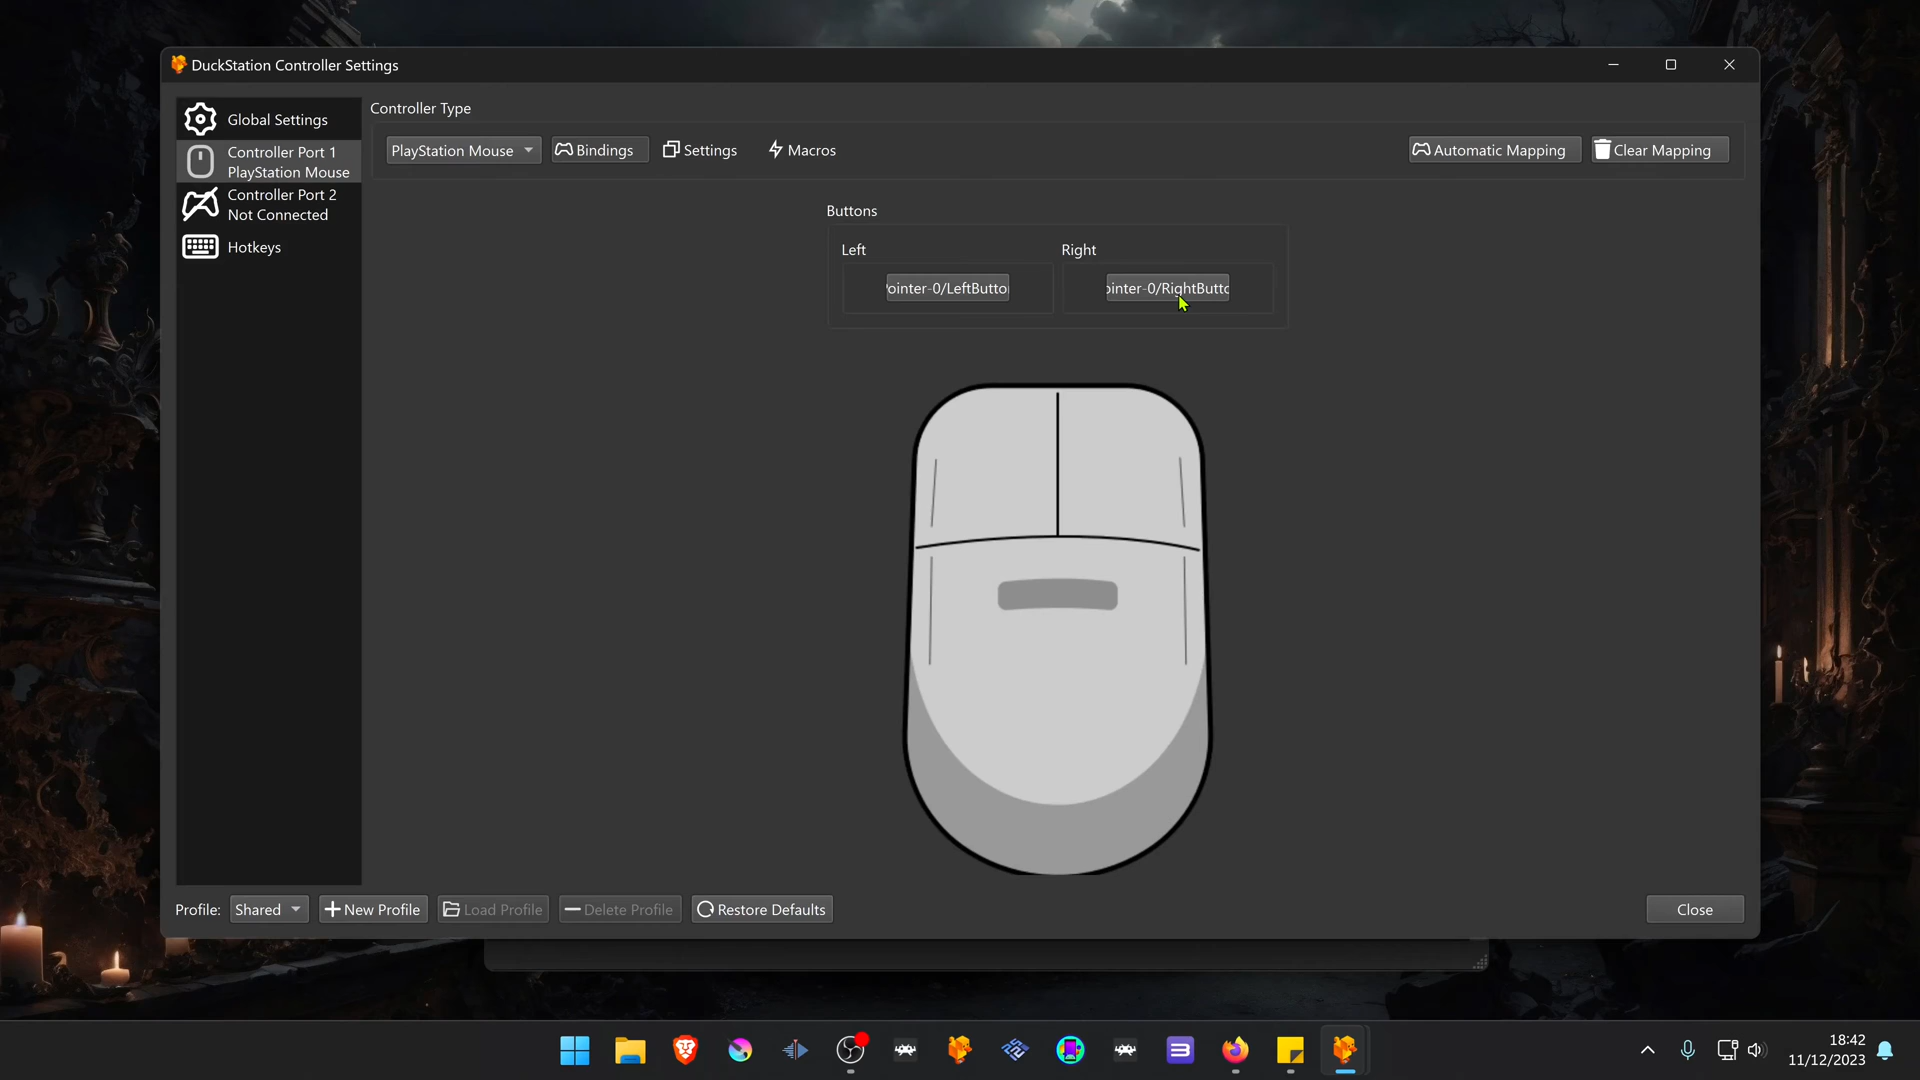 DuckStation Controller Settings
Global Settings
Controller Port 1
PlayStation Mouse
Controller Port 2
Not Connected
Hotkeys
Controller Type
PlayStation Mouse
Bindings
Settings
Macros
Automatic Mapping
Clear Mapping
Buttons
Left
Right
ointer-0/LeftButto
ointer-0/RightButto
Profile:
Shared
New Profile
Load Profile
Delete Profile
Restore Defaults
Close
18:42
11/12/2023